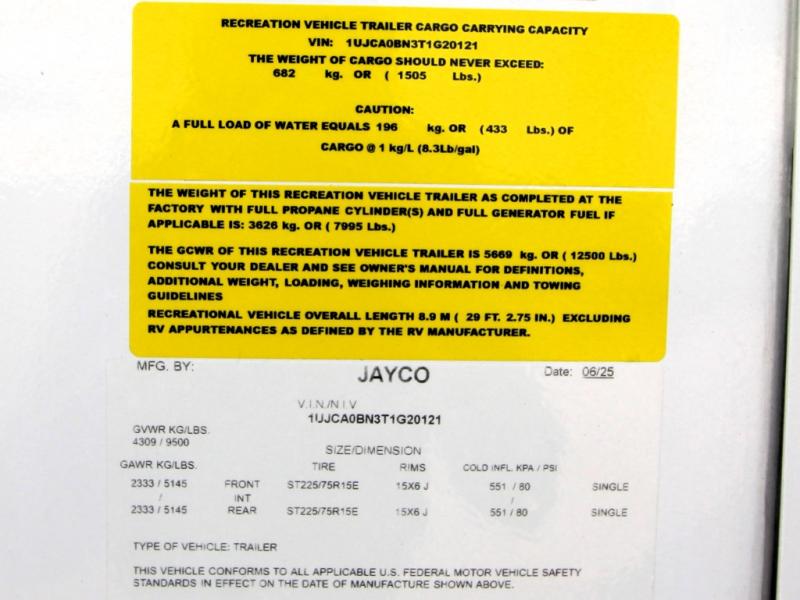 RECREATION VEHICLE TRAILER CARGO CARRYING CAPACITY
VIN: 1UJCA0BN3T1G20121
THE WEIGHT OF CARGO SHOULD NEVER EXCEED:
682 kg. OR ( 1505 Lbs.)
CAUTION:
A FULL LOAD OF WATER EQUALS 196 kg. OR (433 Lbs.) OF
CARGO @ 1 kg/L (8.3Lb/gal)
THE WEIGHT OF THIS RECREATION VEHICLE TRAILER AS COMPLETED AT THE
FACTORY WITH FULL PROPANE CYLINDER(S) AND FULL GENERATOR FUEL IF
APPLICABLE IS: 3626 kg. OR ( 7995 Lbs.)
THE GCWR OF THIS RECREATION VEHICLE TRAILER IS 5669 kg. OR ( 12500 Lbs.)
CONSULT YOUR DEALER AND SEE OWNER'S MANUAL FOR DEFINITIONS,
ADDITIONAL WEIGHT, LOADING, WEIGHING INFORMATION AND TOWING
GUIDELINES
RECREATIONAL VEHICLE OVERALL LENGTH 8.9 M ( 29 FT. 2.75 IN.) EXCLUDING
RV APPURTENANCES AS DEFINED BY THE RV MANUFACTURER.
MFG. BY: JAYCO Date: 06/25
V.I.N./N.I.V
1UJCA0BN3T1G20121
GVWR KG/LBS.
4309 / 9500
SIZE/DIMENSION
GAWR KG/LBS. TIRE RIMS COLD INFL. KPA / PSI
2333 / 5145 FRONT ST225/75R15E 15X6 J 551 / 80 SINGLE
/ INT /
2333 / 5145 REAR ST225/75R15E 15X6 J 551 / 80 SINGLE
TYPE OF VEHICLE: TRAILER
THIS VEHICLE CONFORMS TO ALL APPLICABLE U.S. FEDERAL MOTOR VEHICLE SAFETY
STANDARDS IN EFFECT ON THE DATE OF MANUFACTURE SHOWN ABOVE.